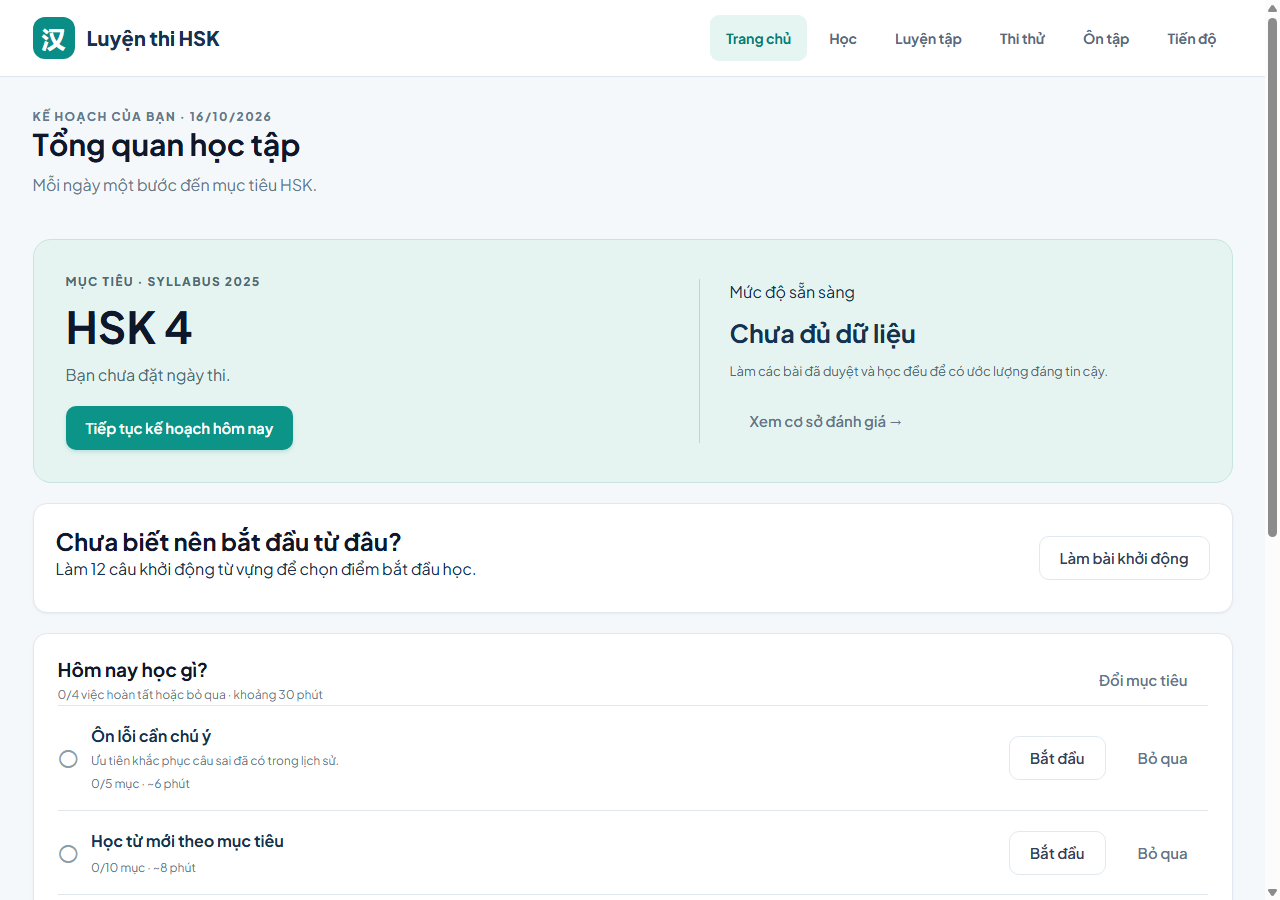 汉 Luyện thi HSK
Trang chủ Học Luyện tập Thi thử Ôn tập Tiến độ
KẾ HOẠCH CỦA BẠN · 16/10/2026
Tổng quan học tập
Mỗi ngày một bước đến mục tiêu HSK.
MỤC TIÊU · SYLLABUS 2025
HSK 4
Bạn chưa đặt ngày thi.
Tiếp tục kế hoạch hôm nay
Mức độ sẵn sàng
Chưa đủ dữ liệu
Làm các bài đã duyệt và học đều để có ước lượng đáng tin cậy.
Xem cơ sở đánh giá →
Chưa biết nên bắt đầu từ đâu?
Làm 12 câu khởi động từ vựng để chọn điểm bắt đầu học.
Làm bài khởi động
Hôm nay học gì?
0/4 việc hoàn tất hoặc bỏ qua · khoảng 30 phút
Đổi mục tiêu
Ôn lỗi cần chú ý
Ưu tiên khắc phục câu sai đã có trong lịch sử.
0/5 mục · ~6 phút
Bắt đầu Bỏ qua
Học từ mới theo mục tiêu
0/10 mục · ~8 phút
Bắt đầu Bỏ qua